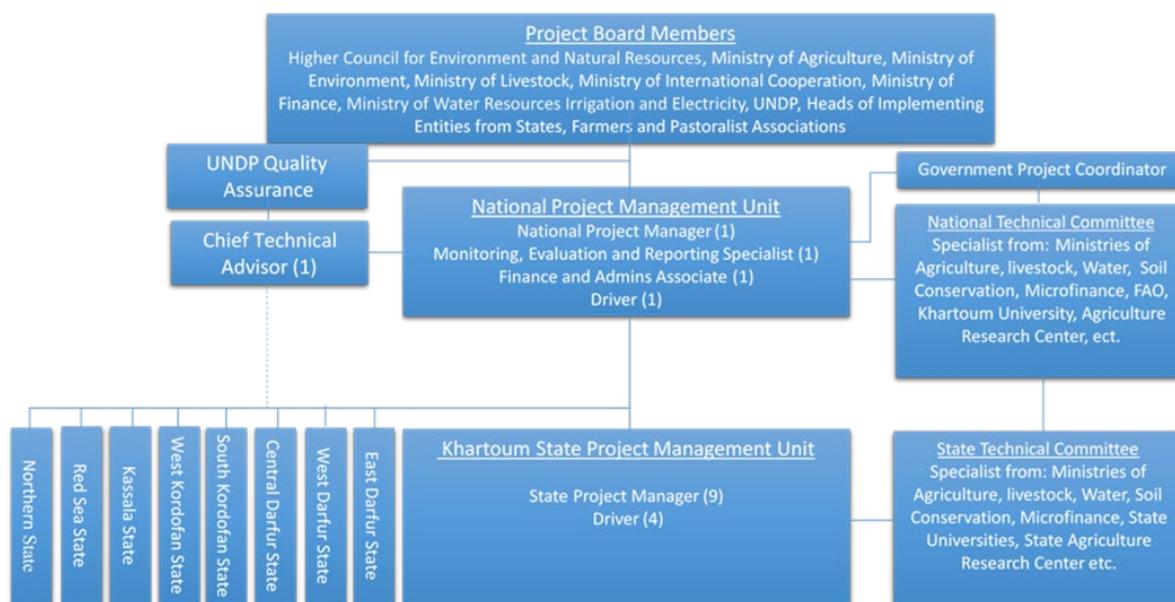 Project Board Members
Higher Council for Environment and Natural Resources, Ministry of Agriculture, Ministry of
Environment, Ministry of Livestock, Ministry of International Cooperation, Ministry of
Finance, Ministry of Water Resources Irrigation and Electricity, UNDP, Heads of Implementing
Entities from States, Farmers and Pastoralist Associations
UNDP Quality
Assurance
Chief Technical
Advisor (1)
National Project Management Unit
National Project Manager (1)
Monitoring, Evaluation and Reporting Specialist (1)
Finance and Admins Associate (1)
Driver (1)
Government Project Coordinator
National Technical Committee
Specialist from: Ministries of
Agriculture, livestock, Water, Soil
Conservation, Microfinance, FAO,
Khartoum University, Agriculture
Research Center, ect.
Northern State
Red Sea State
Kassala State
West Kordofan State
South Kordofan State
Central Darfur State
West Darfur State
East Darfur State
Khartoum State Project Management Unit
State Project Manager (9)
Driver (4)
State Technical Committee
Specialist from: Ministries of
Agriculture, livestock, Water, Soil
Conservation, Microfinance, State
Universities, State Agriculture
Research Center etc.